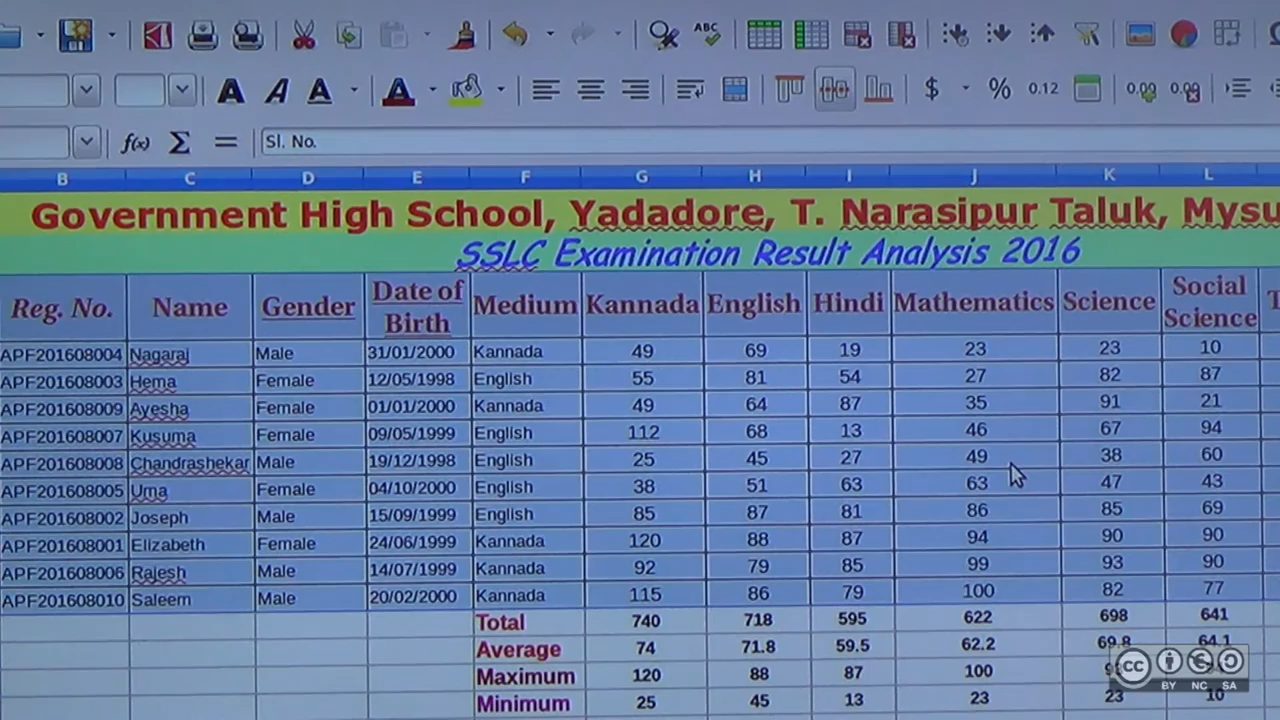 ABC
A A A A
$ % 0.12 0.00 0.00
f(x) Σ = Sl. No.
B C D E F G H I J K L
Government High School, Yadadore, T. Narasipur Taluk, Mysu
SSLC Examination Result Analysis 2016
Reg. No. Name Gender Date of Birth Medium Kannada English Hindi Mathematics Science Social Science T
APF201608004 Nagaraj Male 31/01/2000 Kannada 49 69 19 23 23 10
APF201608003 Hema Female 12/05/1998 English 55 81 54 27 82 87
APF201608009 Ayesha Female 01/01/2000 Kannada 49 64 87 35 91 21
APF201608007 Kusuma Female 09/05/1999 English 112 68 13 46 67 94
APF201608008 Chandrashekar Male 19/12/1998 English 25 45 27 49 38 60
APF201608005 Uma Female 04/10/2000 English 38 51 63 63 47 43
APF201608002 Joseph Male 15/09/1999 English 85 87 81 86 85 69
APF201608001 Elizabeth Female 24/06/1999 Kannada 120 88 87 94 90 90
APF201608006 Rajesh Male 14/07/1999 Kannada 92 79 85 99 93 90
APF201608010 Saleem Male 20/02/2000 Kannada 115 86 79 100 82 77
Total 740 718 595 622 698 641
Average 74 71.8 59.5 62.2 69.8 64.1
Maximum 120 88 87 100
Minimum 25 45 13 23 23 10
cc BY NC SA